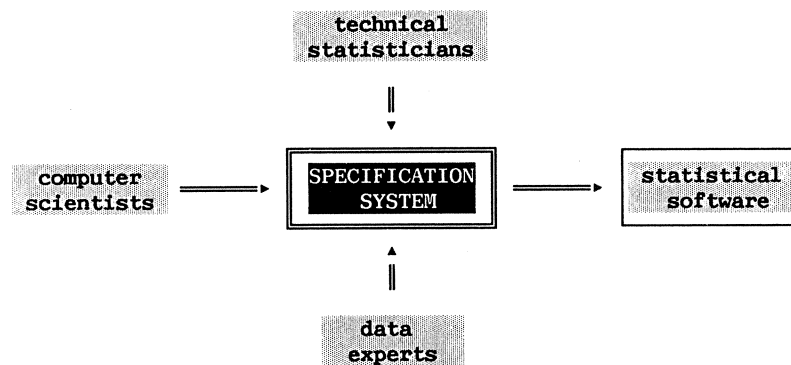 technical
statisticians
computer
scientists
SPECIFICATION
SYSTEM
statistical
software
data
experts